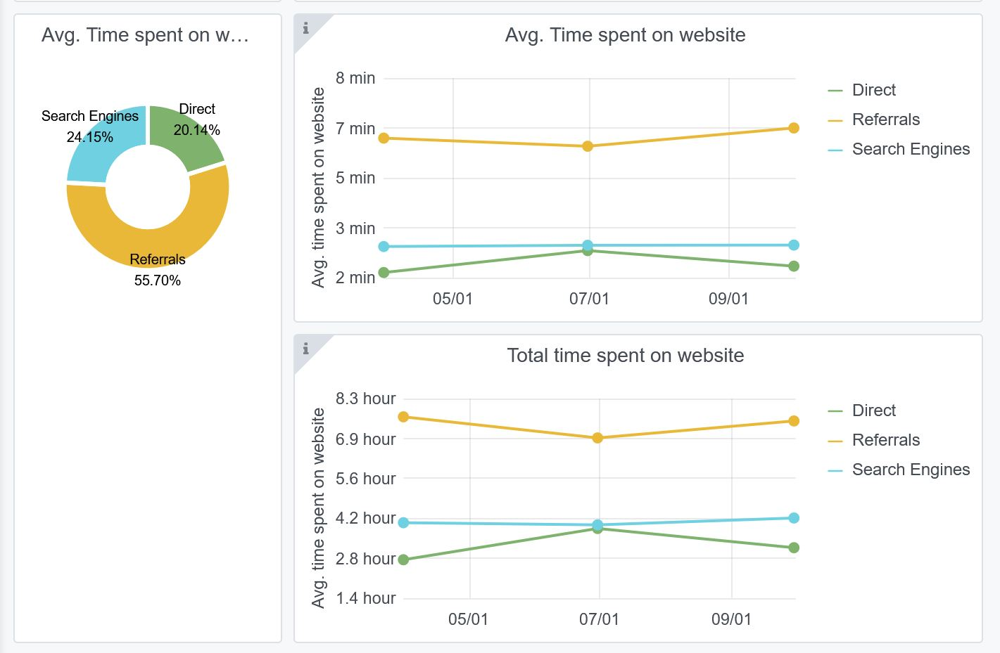 Avg. Time spent on w...
Search Engines
24.15%
Direct
20.14%
Referrals
55.70%
i
Avg. Time spent on website
Avg. time spent on website
8 min
7 min
5 min
3 min
2 min
05/01
07/01
09/01
Direct
Referrals
Search Engines
i
Total time spent on website
Avg. time spent on website
8.3 hour
6.9 hour
5.6 hour
4.2 hour
2.8 hour
1.4 hour
05/01
07/01
09/01
Direct
Referrals
Search Engines